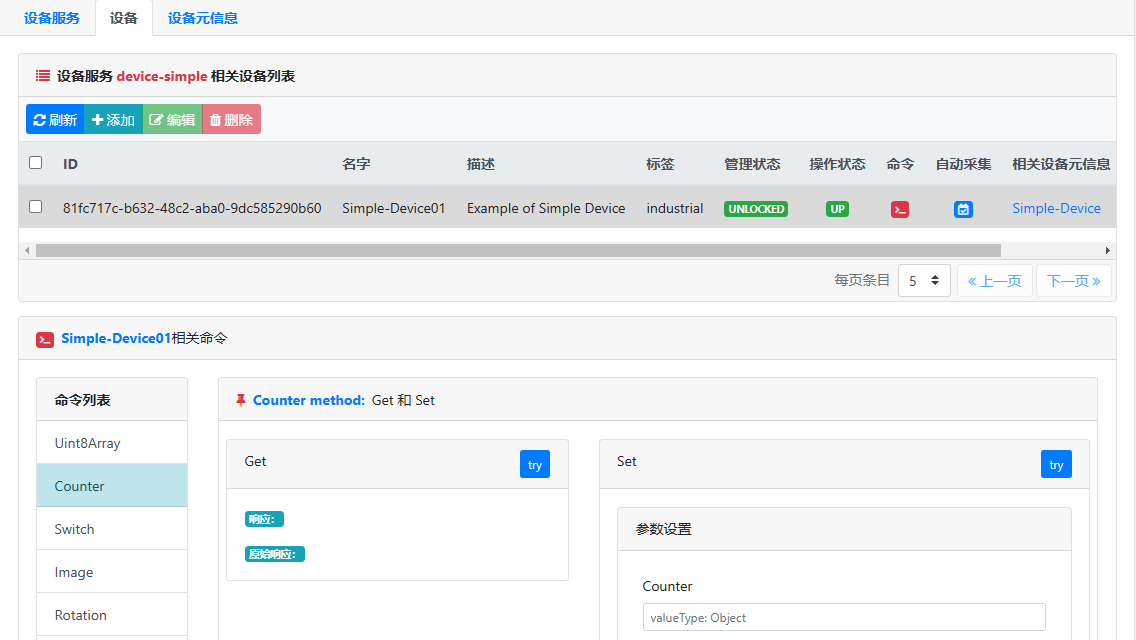 设备服务 设备 设备元信息
设备服务 device-simple 相关设备列表
刷新 添加 编辑 删除
ID 名字 描述 标签 管理状态 操作状态 命令 自动采集 相关设备元信息
81fc717c-b632-48c2-aba0-9dc585290b60 Simple-Device01 Example of Simple Device industrial UNLOCKED UP Simple-Device
每页条目 5 «上一页 下一页»
Simple-Device01相关命令
命令列表
Uint8Array
Counter
Switch
Image
Rotation
Counter method: Get 和 Set
Get try
响应：
原始响应：
Set try
参数设置
Counter
valueType: Object